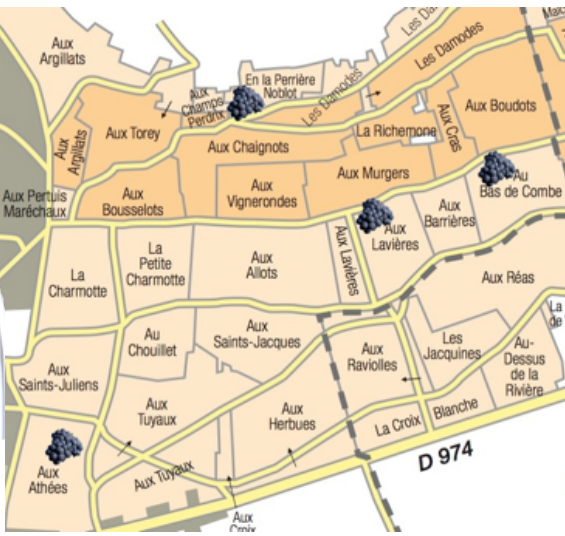 Aux
Argillats
Les Da
Les Damodes
En la Perrière
Noblot
Aux
Champs
Perdrix
Les Damodes
Aux Boudots
Aux Torey
Aux
Argillats
Aux Chaignots
La Richemone
Aux Cras
Aux Murgers
Aux
Vignerondes
Aux
Bousselots
Aux Pertuis
Maréchaux
Au
Bas de Combe
Aux
Barrières
Aux
Lavières
Aux Lavières
Aux
Allots
La
Petite
Charmotte
La
Charmotte
Aux Réas
La
de
Au
Chouillet
Aux
Saints-Jacques
Aux
Saints-Juliens
Aux
Raviolles
Les
Jacquines
Au-
Dessus
de la
Rivière
Aux
Tuyaux
Aux
Herbues
La Croix
Blanche
D 974
Aux
Athées
Aux Tuyaux
Aux
Croix